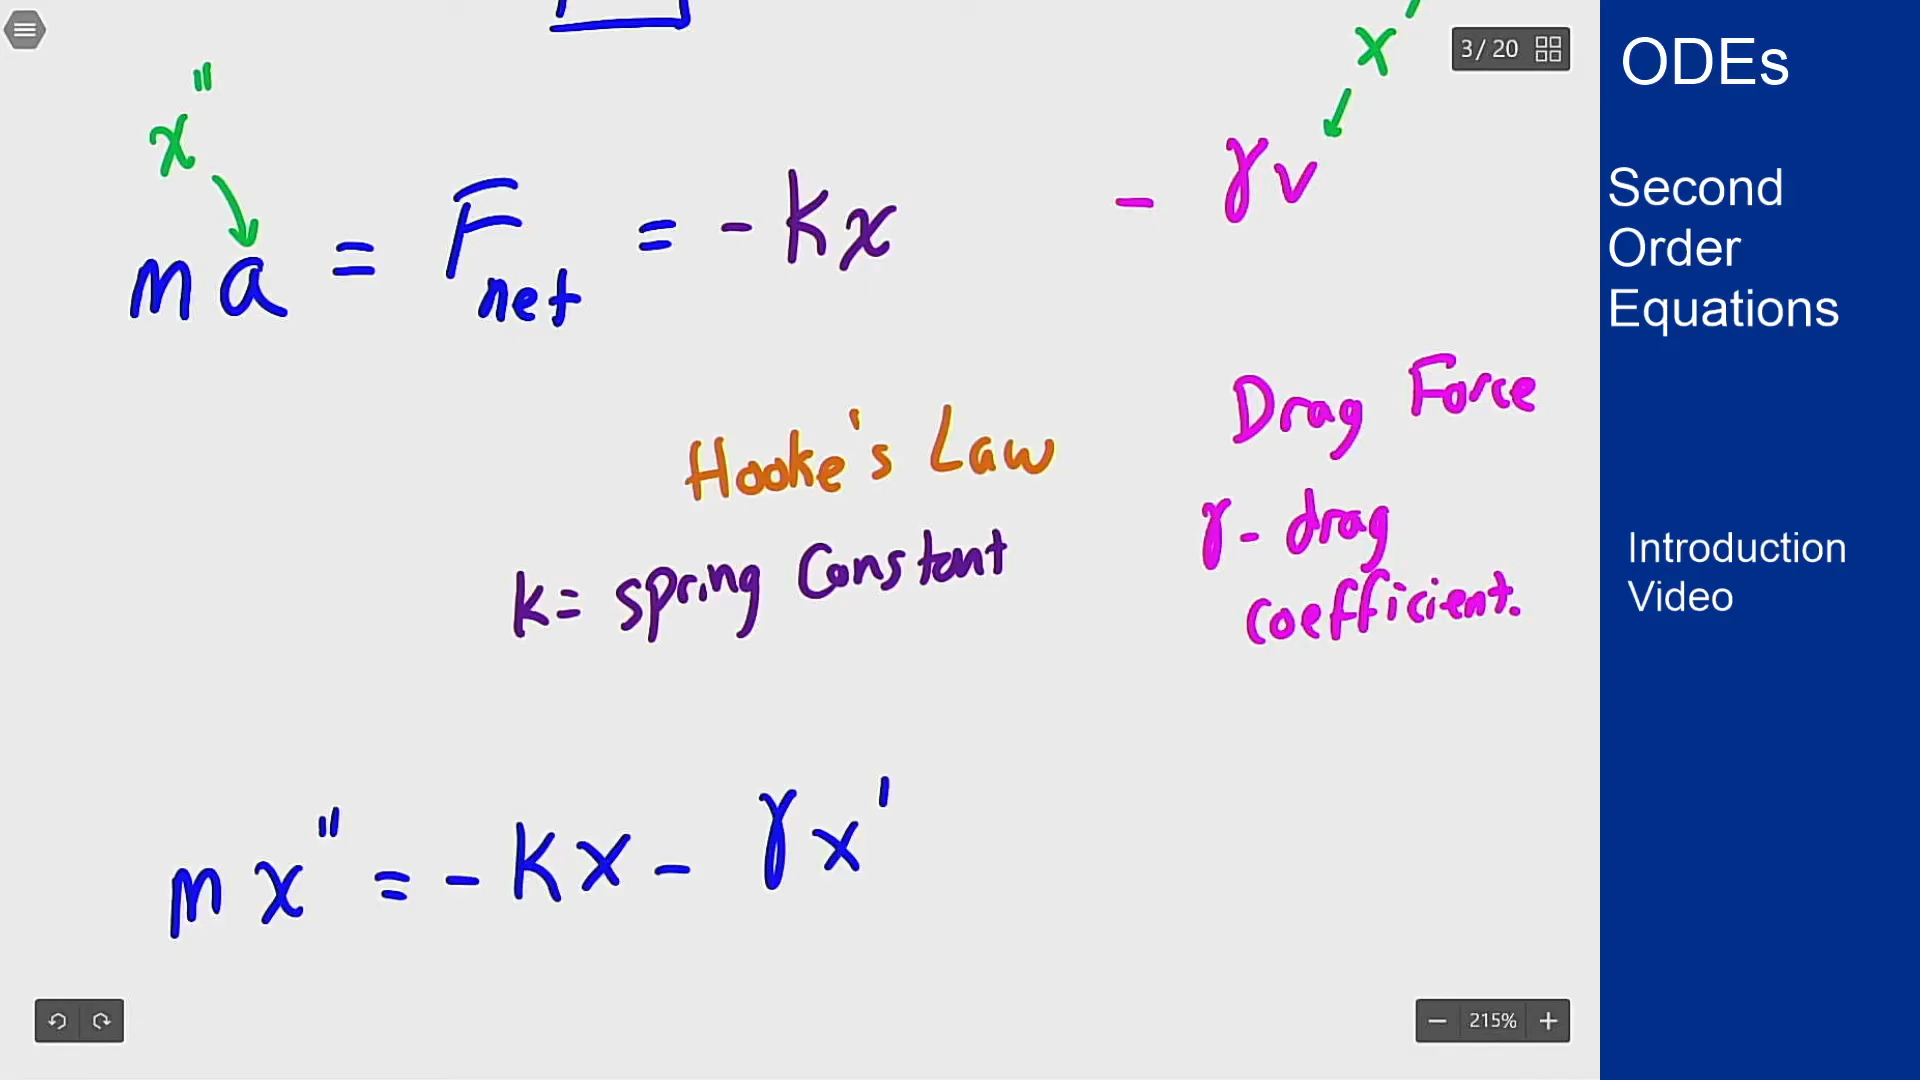 x'
3 / 20
x''
ma = F_net = -kx - γv
Hooke's Law
k = spring Constant
Drag Force
γ - drag
coefficient.
mx'' = -kx - γx'
215%
ODEs
Second
Order
Equations
Introduction
Video